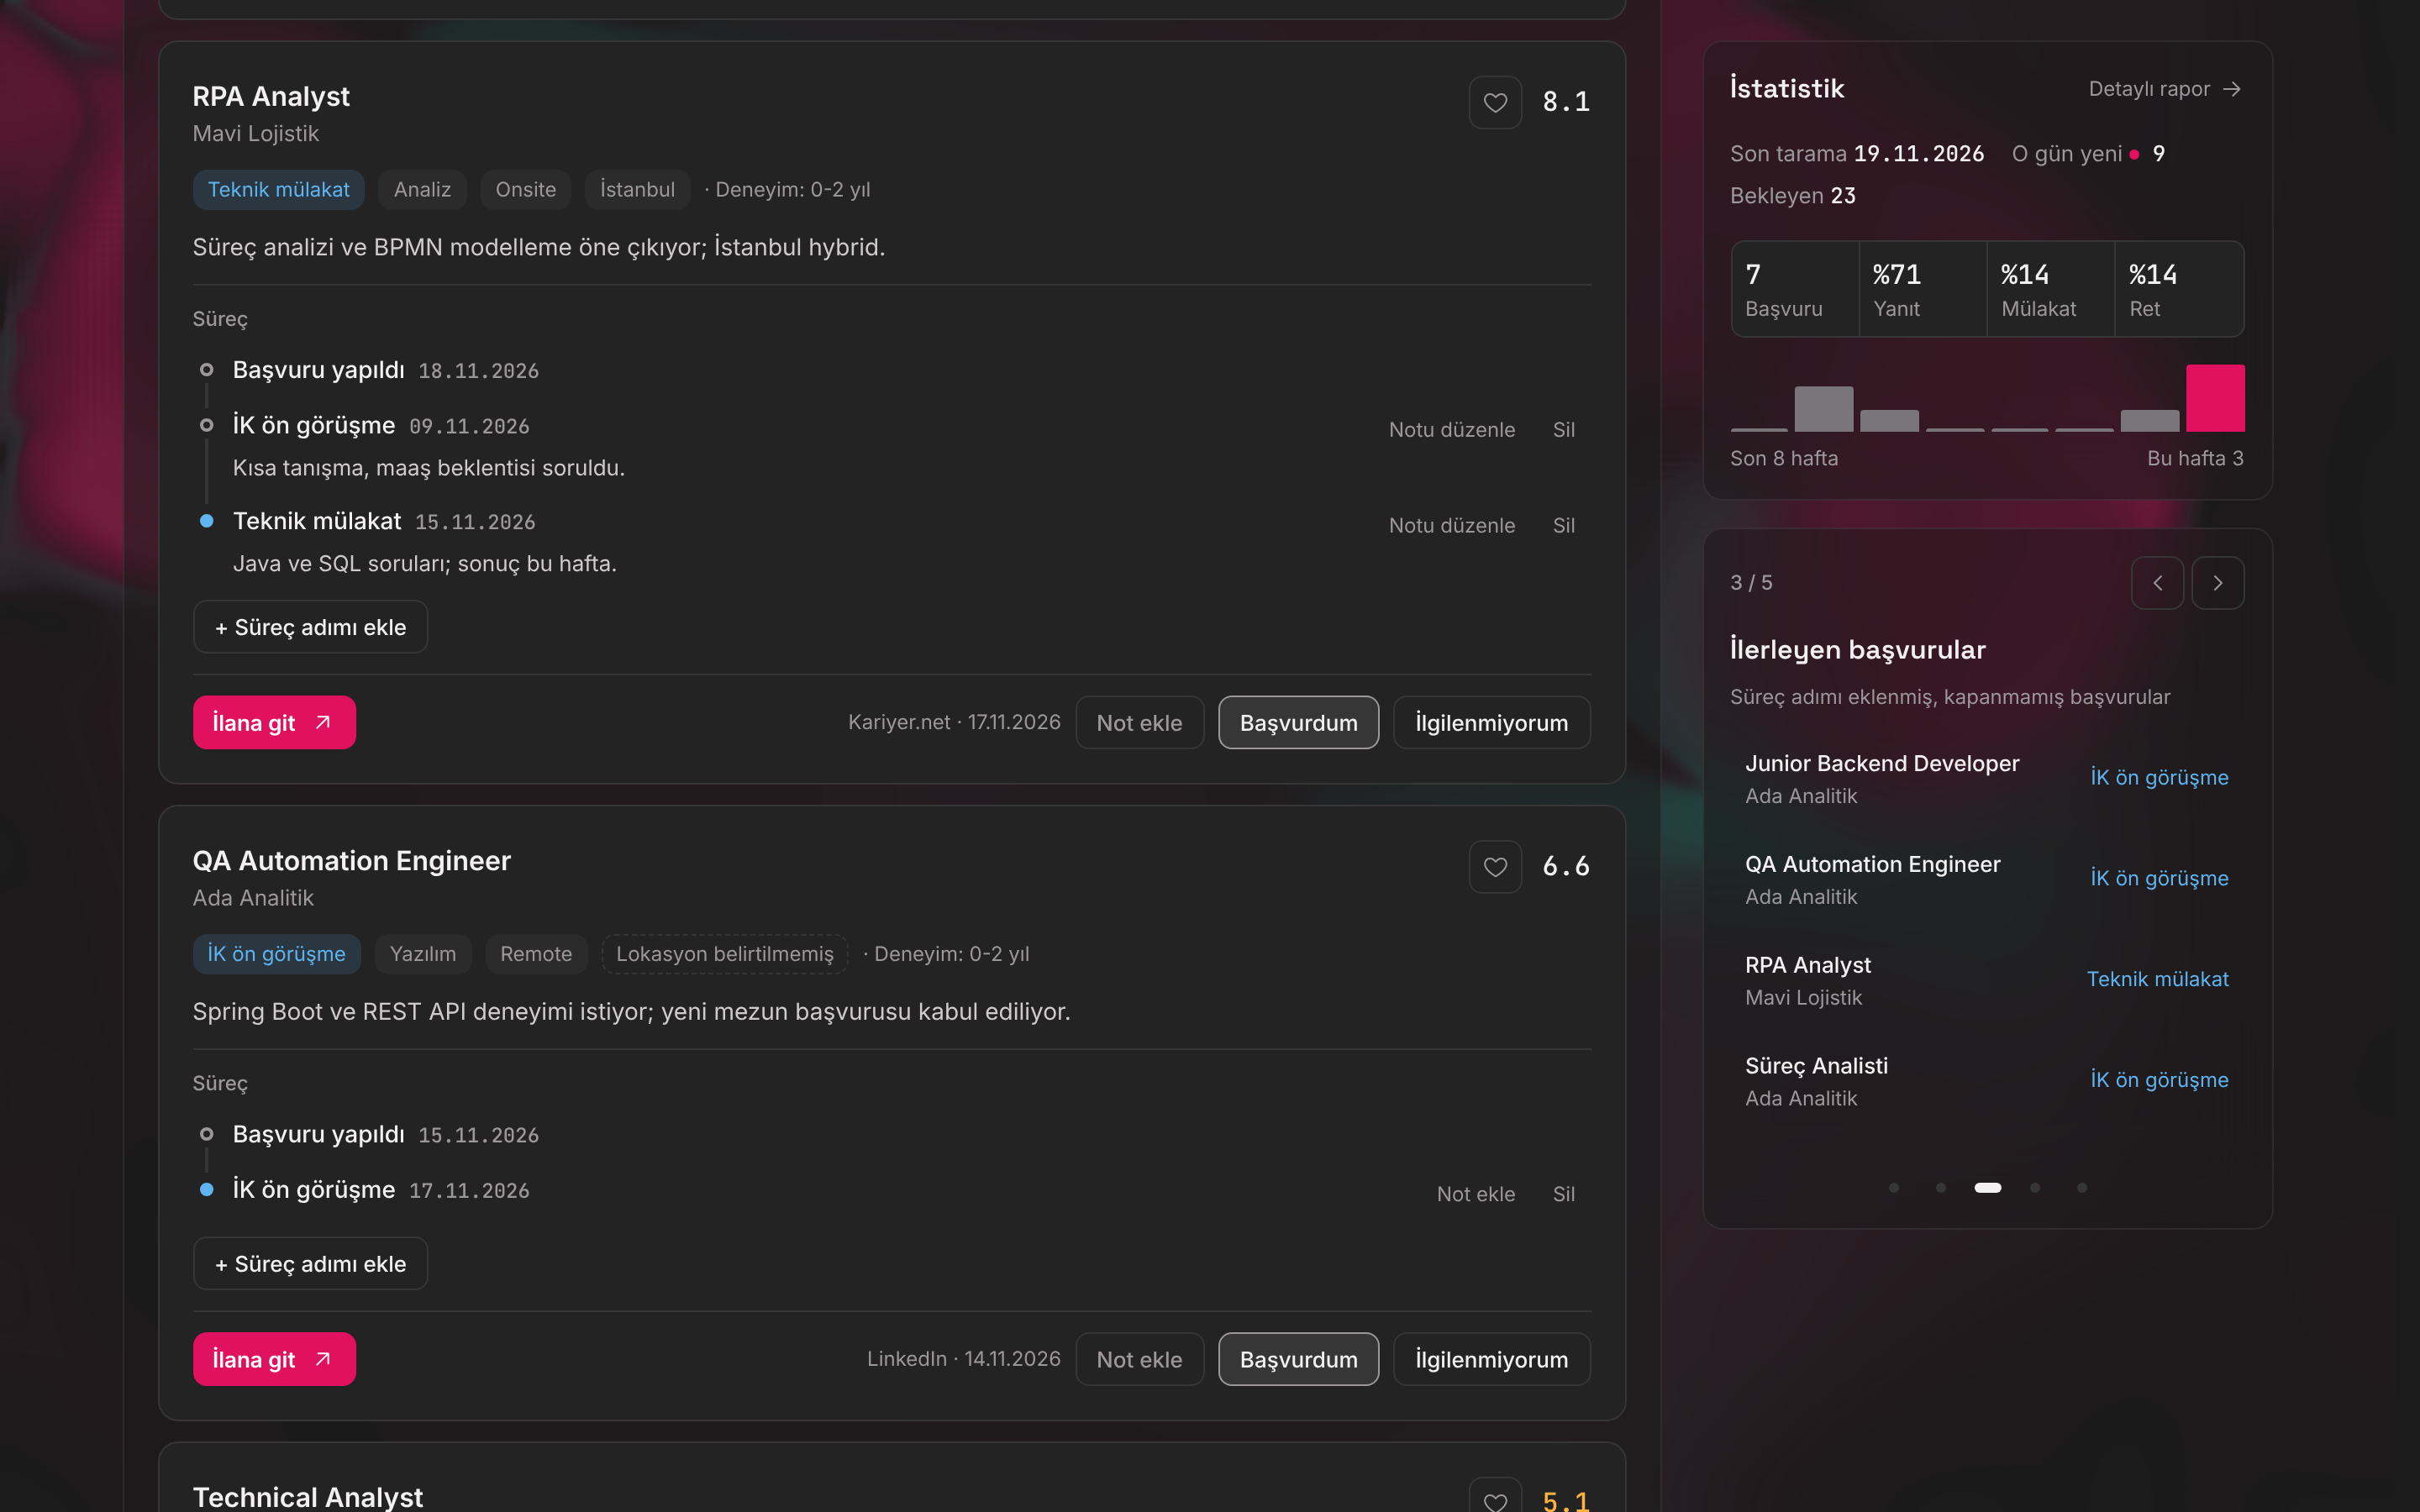 RPA Analyst
8.1
Mavi Lojistik
Teknik mülakat Analiz Onsite İstanbul · Deneyim: 0-2 yıl
Süreç analizi ve BPMN modelleme öne çıkıyor; İstanbul hybrid.
Süreç
Başvuru yapıldı 18.11.2026
İK ön görüşme 09.11.2026 Notu düzenle Sil
Kısa tanışma, maaş beklentisi soruldu.
Teknik mülakat 15.11.2026 Notu düzenle Sil
Java ve SQL soruları; sonuç bu hafta.
+ Süreç adımı ekle
İlana git Kariyer.net · 17.11.2026 Not ekle Başvurdum İlgilenmiyorum
QA Automation Engineer
6.6
Ada Analitik
İK ön görüşme Yazılım Remote Lokasyon belirtilmemiş · Deneyim: 0-2 yıl
Spring Boot ve REST API deneyimi istiyor; yeni mezun başvurusu kabul ediliyor.
Süreç
Başvuru yapıldı 15.11.2026
İK ön görüşme 17.11.2026 Not ekle Sil
+ Süreç adımı ekle
İlana git LinkedIn · 14.11.2026 Not ekle Başvurdum İlgilenmiyorum
Technical Analyst
5.1
İstatistik Detaylı rapor →
Son tarama 19.11.2026 O gün yeni 9
Bekleyen 23
7 %71 %14 %14
Başvuru Yanıt Mülakat Ret
Son 8 hafta Bu hafta 3
3 / 5
İlerleyen başvurular
Süreç adımı eklenmiş, kapanmamış başvurular
Junior Backend Developer
Ada Analitik
İK ön görüşme
QA Automation Engineer
Ada Analitik
İK ön görüşme
RPA Analyst
Mavi Lojistik
Teknik mülakat
Süreç Analisti
Ada Analitik
İK ön görüşme